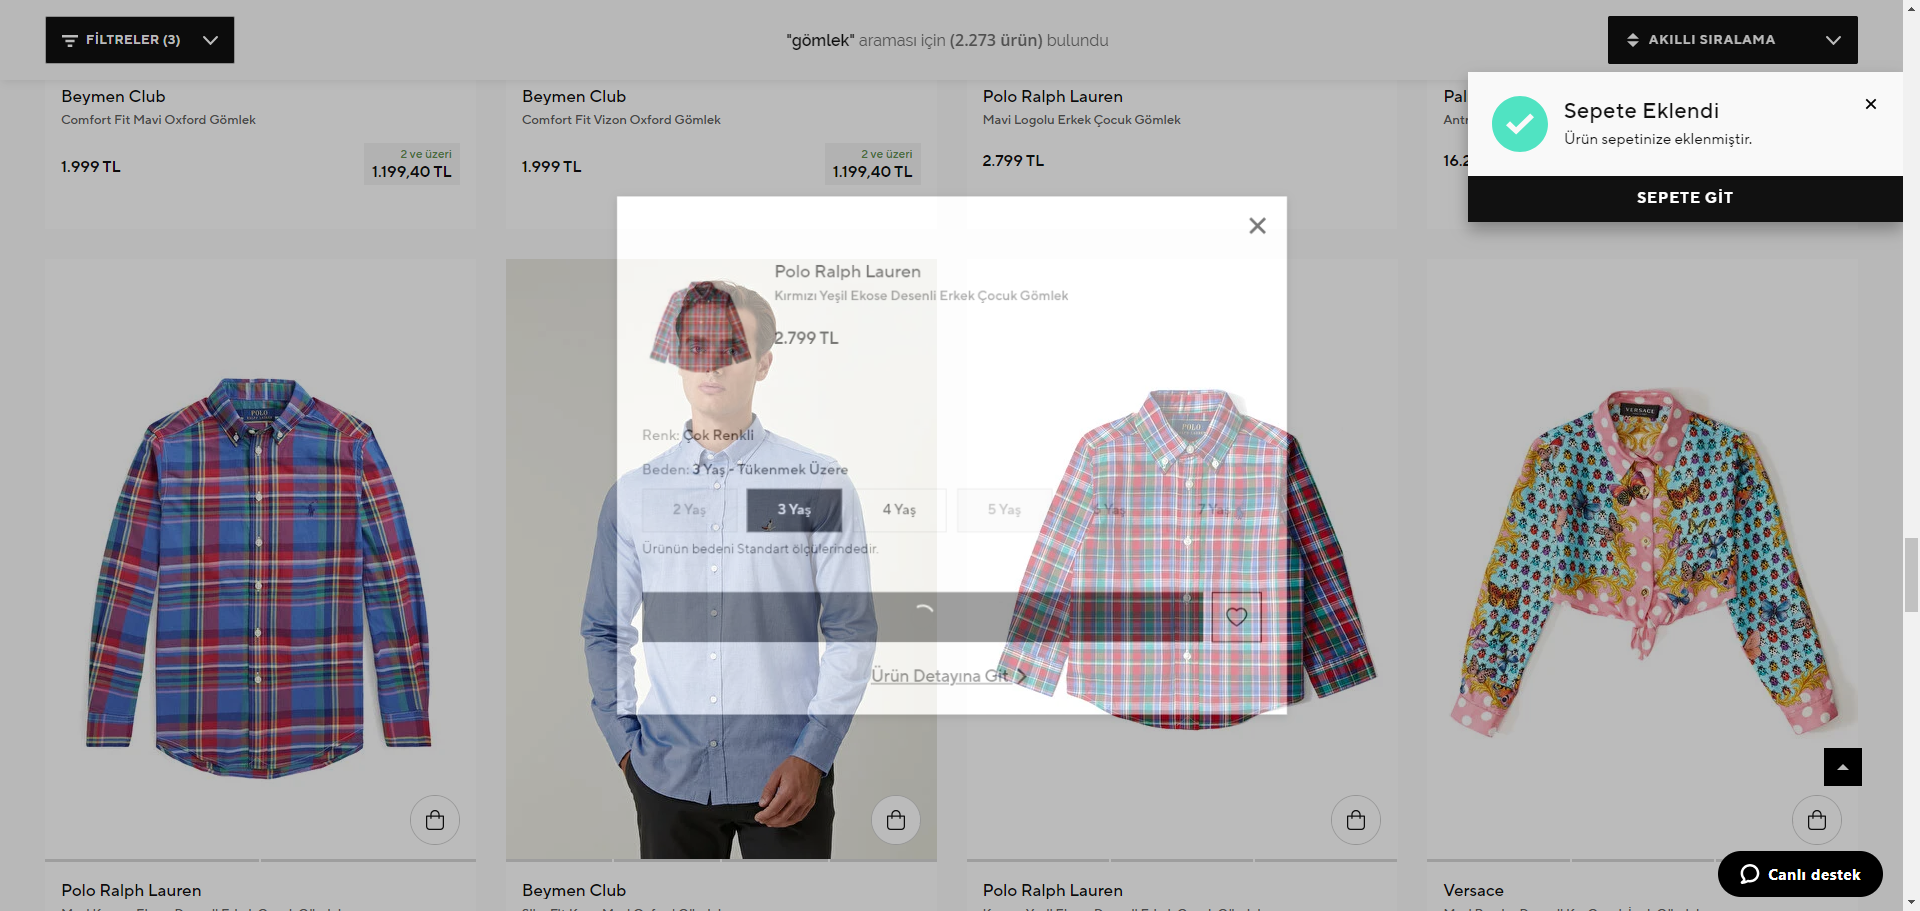 FİLTRELER (3)
"gömlek" araması için (2.273 ürün) bulundu
AKILLI SIRALAMA
Beymen Club
Comfort Fit Mavi Oxford Gömlek
1.999 TL
2 ve üzeri
1.199,40 TL
Beymen Club
Comfort Fit Vizon Oxford Gömlek
1.999 TL
2 ve üzeri
1.199,40 TL
Polo Ralph Lauren
Mavi Logolu Erkek Çocuk Gömlek
2.799 TL
Sepete Eklendi
Ürün sepetinize eklenmiştir.
SEPETE GİT
Polo Ralph Lauren
Kırmızı Yeşil Ekose Desenli Erkek Çocuk Gömlek
2.799 TL
Renk: Çok Renkli
Beden: 3 Yaş - Tükenmek Üzere
2 Yaş
3 Yaş
4 Yaş
5 Yaş
6 Yaş
7 Yaş
Ürünün bedeni Standart ölçülerindedir.
Ürün Detayına Git
POLO
POLO
VERSACE
Polo Ralph Lauren
Beymen Club
Polo Ralph Lauren
Versace
Canlı destek